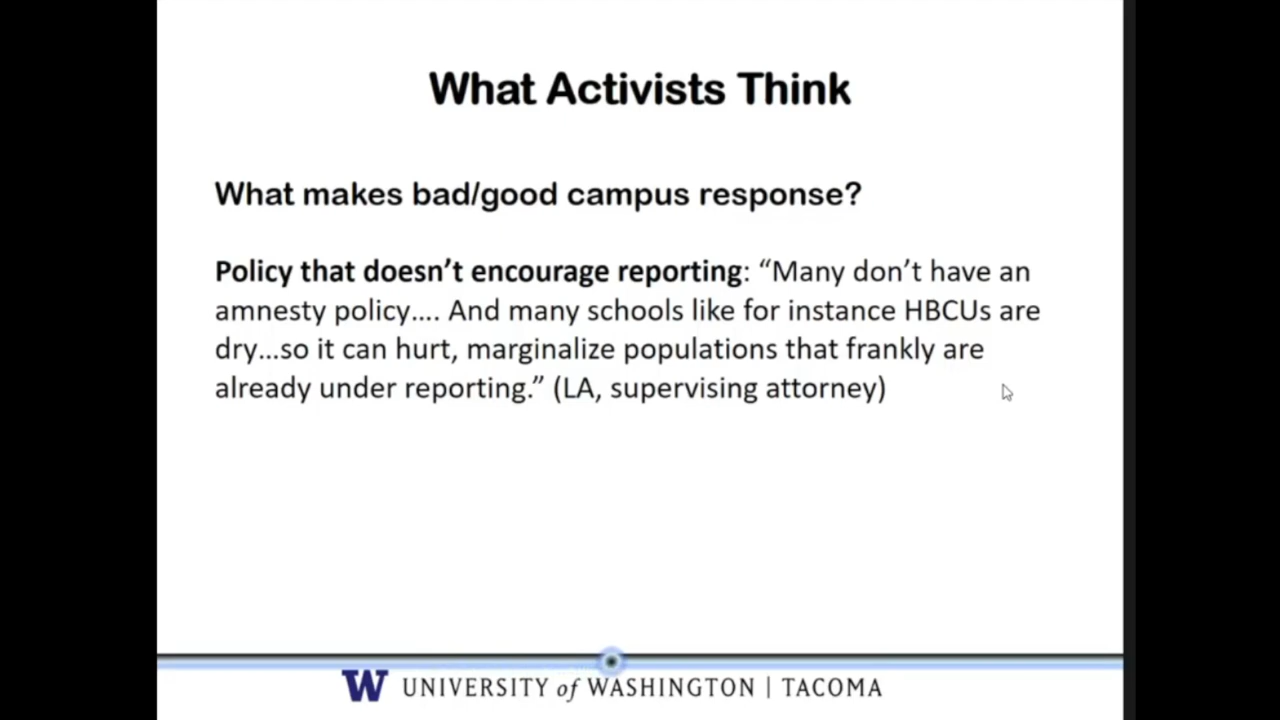 What Activists Think
What makes bad/good campus response?
Policy that doesn’t encourage reporting: “Many don’t have an
amnesty policy…. And many schools like for instance HBCUs are
dry…so it can hurt, marginalize populations that frankly are
already under reporting.” (LA, supervising attorney)
W UNIVERSITY of WASHINGTON | TACOMA